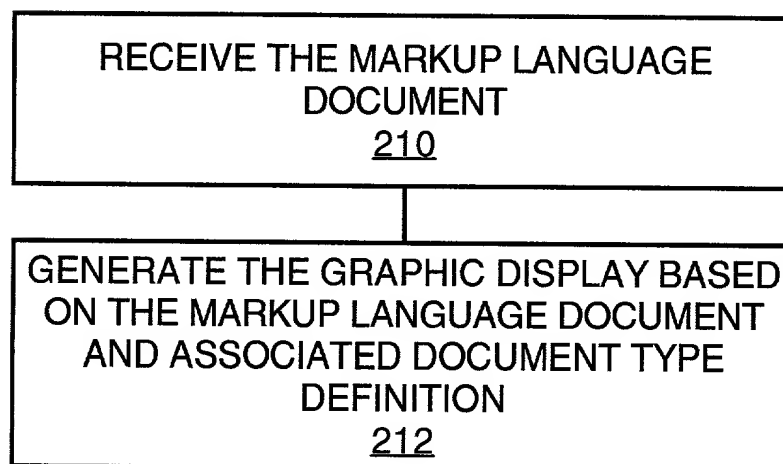 RECEIVE THE MARKUP LANGUAGE
DOCUMENT
210
GENERATE THE GRAPHIC DISPLAY BASED
ON THE MARKUP LANGUAGE DOCUMENT
AND ASSOCIATED DOCUMENT TYPE
DEFINITION
212